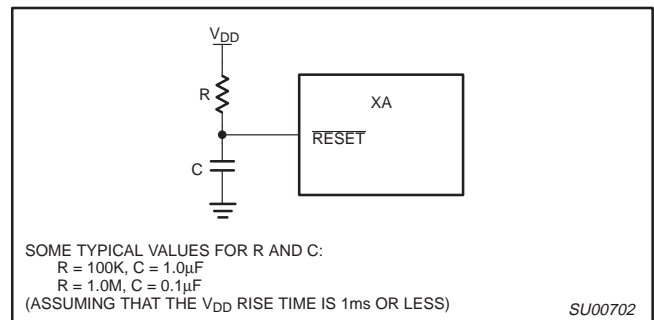 VDD
R
XA
RESET
C
SOME TYPICAL VALUES FOR R AND C:
R = 100K, C = 1.0µF
R = 1.0M, C = 0.1µF
(ASSUMING THAT THE VDD RISE TIME IS 1ms OR LESS)
SU00702